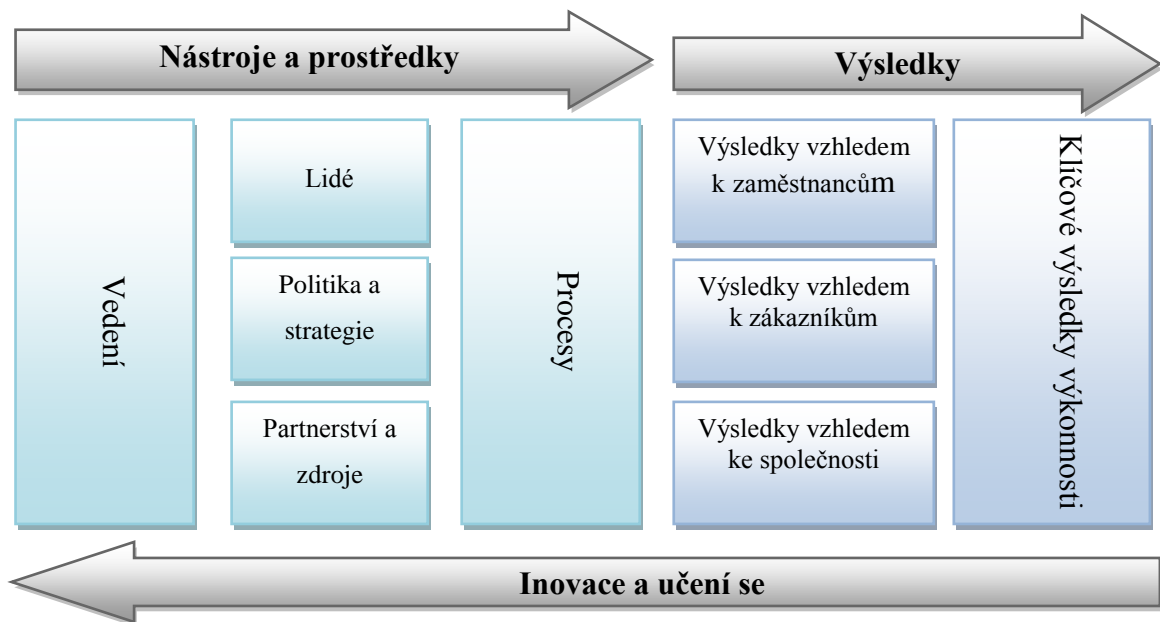 Nástroje a prostředky
Výsledky
Vedení
Lidé
Politika a
strategie
Partnerství a
zdroje
Procesy
Výsledky vzhledem
k zaměstnancům
Výsledky vzhledem
k zákazníkům
Výsledky vzhledem
ke společnosti
Klíčové výsledky výkonnosti
Inovace a učení se